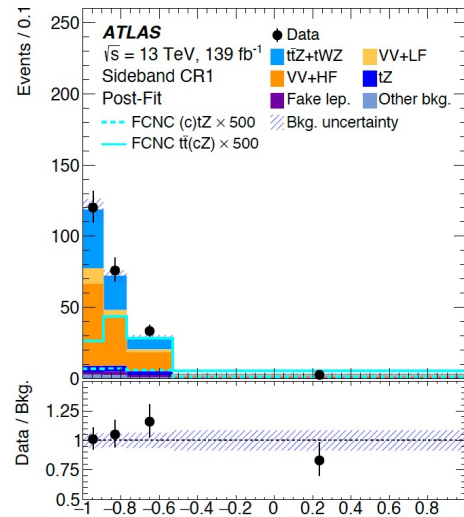 ATLAS
√s = 13 TeV, 139 fb⁻¹
Sideband CR1
Post-Fit
FCNC (c)tZ × 500
FCNC tt̄(cZ) × 500
Data
tt̄Z+tWZ
VV+LF
VV+HF
tZ
Fake lep.
Other bkg.
Bkg. uncertainty
Events / 0.1
250
200
150
100
50
0
Data / Bkg.
1.25
1
0.75
0.5
−1 −0.8 −0.6 −0.4 −0.2 0 0.2 0.4 0.6 0.8 1